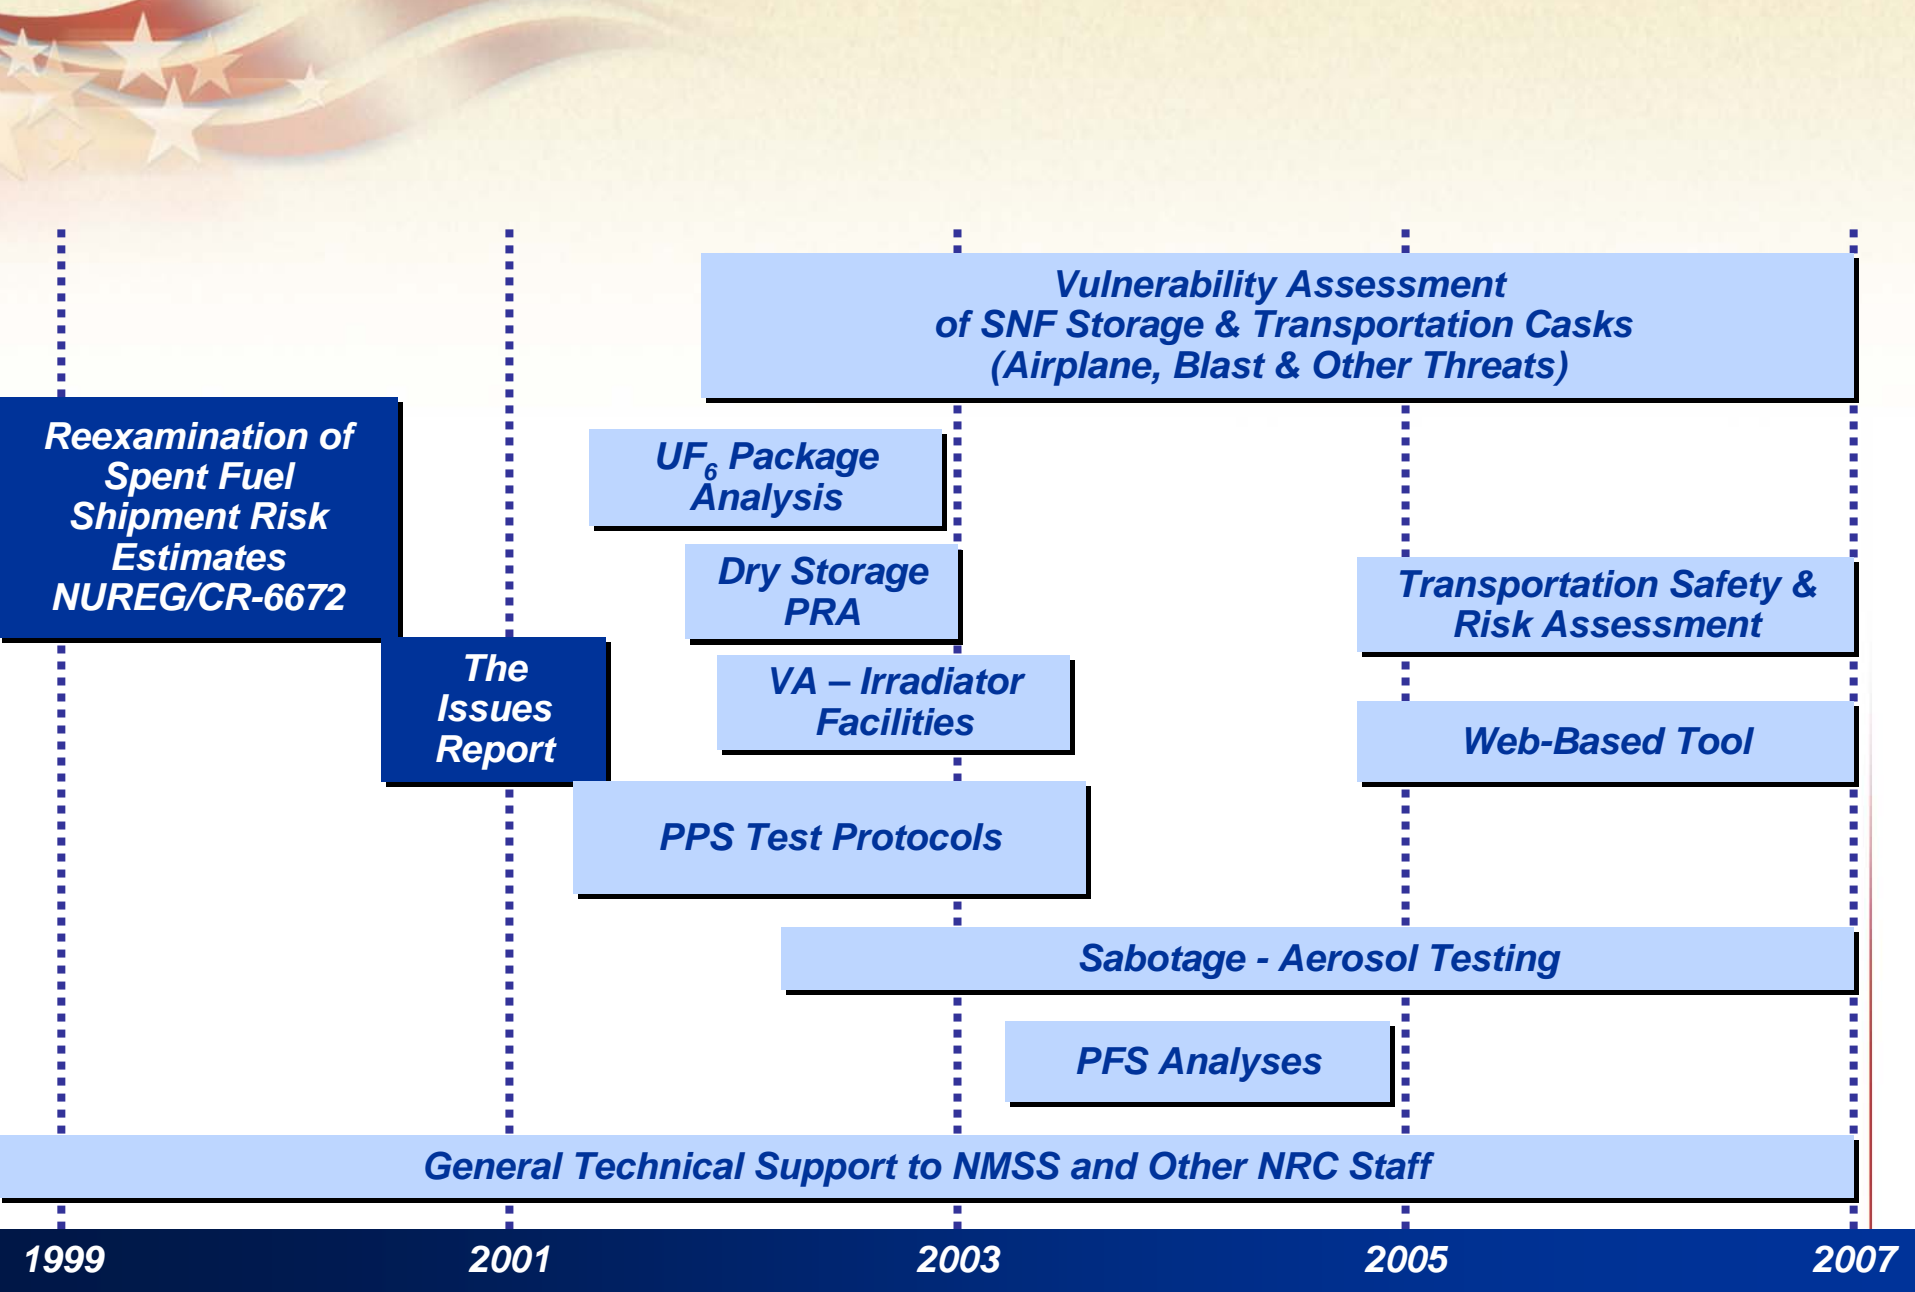 Vulnerability Assessment
of SNF Storage & Transportation Casks
(Airplane, Blast & Other Threats)
Reexamination of
Spent Fuel
Shipment Risk
Estimates
NUREG/CR-6672
UF6 Package
Analysis
Dry Storage
PRA
Transportation Safety &
Risk Assessment
The
Issues
Report
VA – Irradiator
Facilities
Web-Based Tool
PPS Test Protocols
Sabotage - Aerosol Testing
PFS Analyses
General Technical Support to NMSS and Other NRC Staff
1999 2001 2003 2005 2007